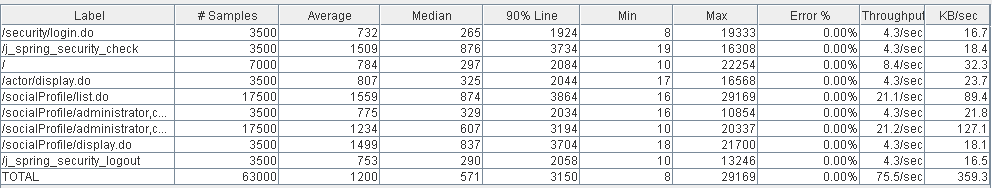 Label # Samples Average Median 90% Line Min Max Error % Throughput KB/sec
/security/login.do 3500 732 265 1924 8 19333 0.00% 4.3/sec 16.7
/j_spring_security_check 3500 1509 876 3734 19 16308 0.00% 4.3/sec 18.4
/ 7000 784 297 2084 10 22254 0.00% 8.4/sec 32.3
/actor/display.do 3500 807 325 2044 17 16568 0.00% 4.3/sec 23.7
/socialProfile/list.do 17500 1559 874 3864 16 29169 0.00% 21.1/sec 89.4
/socialProfile/administrator,c... 3500 775 329 2034 16 10854 0.00% 4.3/sec 21.8
/socialProfile/administrator,c... 17500 1234 607 3194 10 20337 0.00% 21.2/sec 127.1
/socialProfile/display.do 3500 1499 837 3704 18 21700 0.00% 4.3/sec 18.1
/j_spring_security_logout 3500 753 290 2058 10 13246 0.00% 4.3/sec 16.5
TOTAL 63000 1200 571 3150 8 29169 0.00% 75.5/sec 359.3